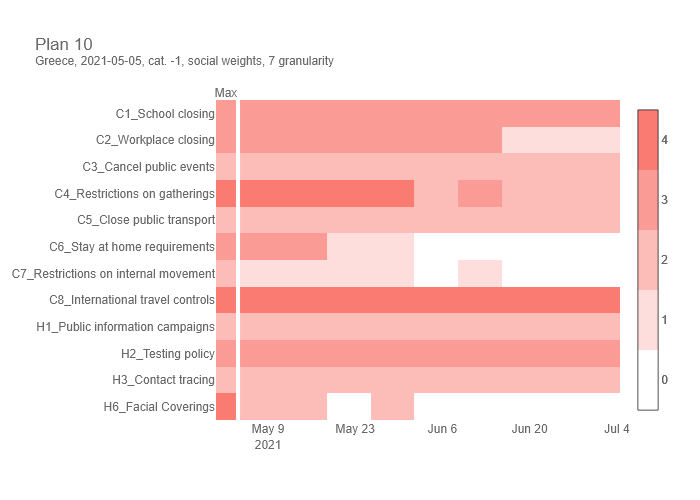 Plan 10
Greece, 2021-05-05, cat. -1, social weights, 7 granularity
Max
C1_School closing
C2_Workplace closing
C3_Cancel public events
C4_Restrictions on gatherings
C5_Close public transport
C6_Stay at home requirements
C7_Restrictions on internal movement
C8_International travel controls
H1_Public information campaigns
H2_Testing policy
H3_Contact tracing
H6_Facial Coverings
May 9
2021
May 23
Jun 6
Jun 20
Jul 4
4
3
2
1
0